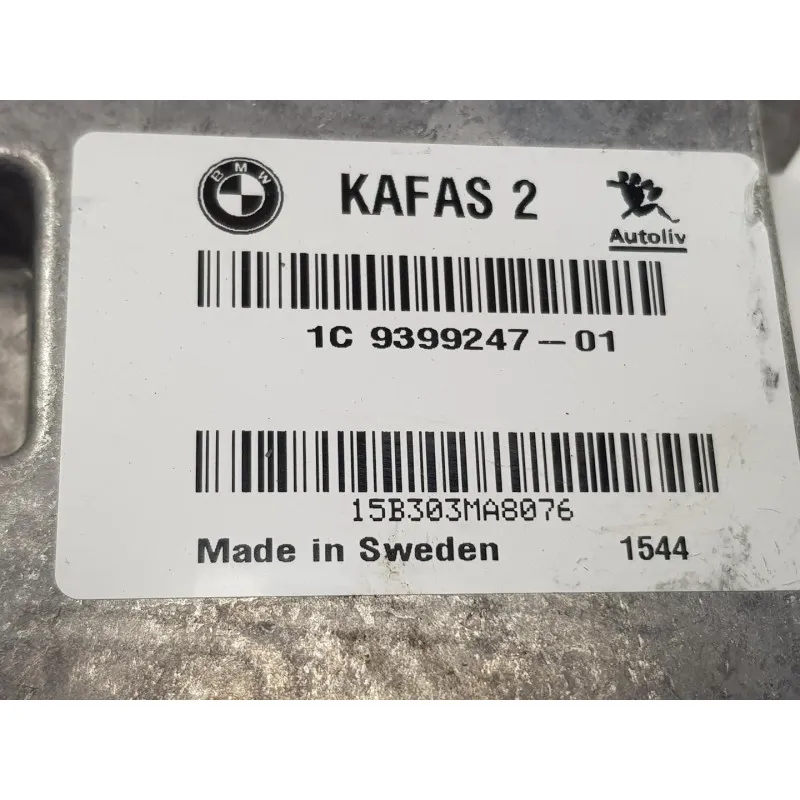 BMW
KAFAS 2
Autoliv
1C 9399247-01
15B303MA8076
Made in Sweden 1544